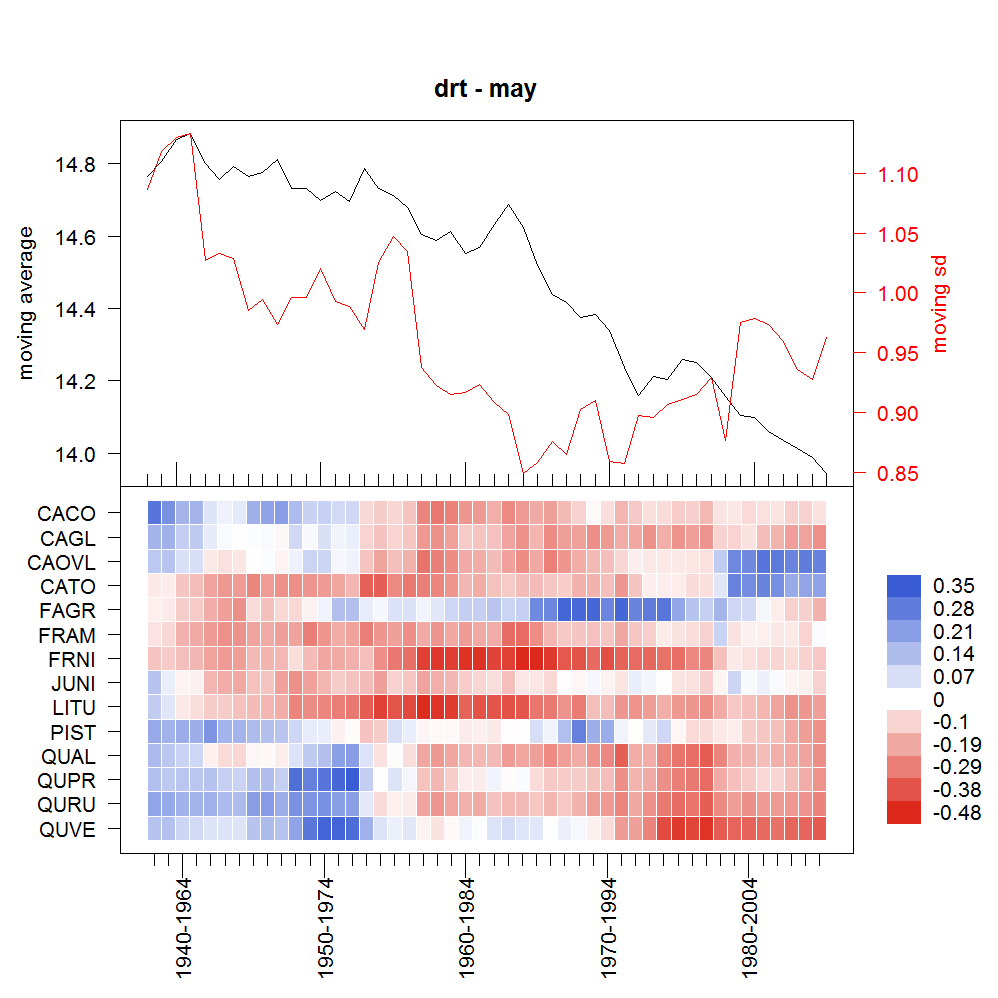 drt - may
moving average
14.8
14.6
14.4
14.2
14.0
1.10
1.05
1.00
0.95
0.90
0.85
moving sd
CACO
CAGL
CAOVL
CATO
FAGR
FRAM
FRNI
JUNI
LITU
PIST
QUAL
QUPR
QURU
QUVE
0.35
0.28
0.21
0.14
0.07
0
-0.1
-0.19
-0.29
-0.38
-0.48
1940-1964
1950-1974
1960-1984
1970-1994
1980-2004